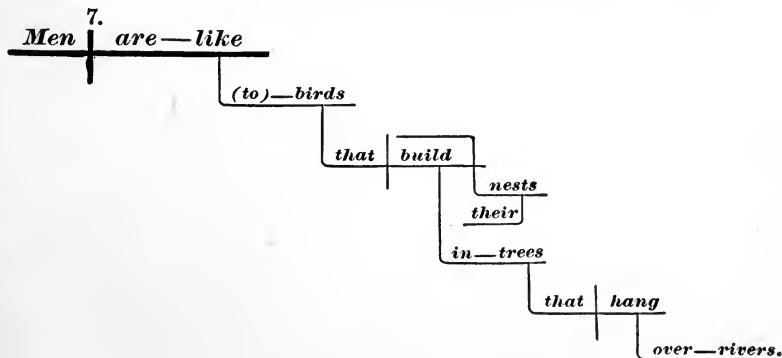 7.
Men are—like
(to)—birds
that build
nests
their
in—trees
that hang
over—rivers.